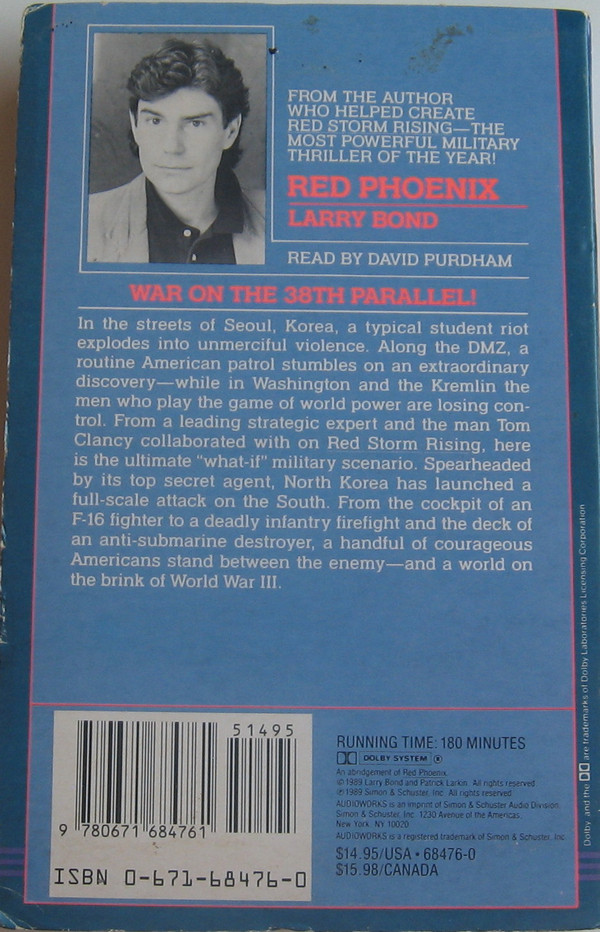 FROM THE AUTHOR
WHO HELPED CREATE
RED STORM RISING—THE
MOST POWERFUL MILITARY
THRILLER OF THE YEAR!
RED PHOENIX
LARRY BOND
READ BY DAVID PURDHAM
WAR ON THE 38TH PARALLEL!
In the streets of Seoul, Korea, a typical student riot
explodes into unmerciful violence. Along the DMZ, a
routine American patrol stumbles on an extraordinary
discovery—while in Washington and the Kremlin the
men who play the game of world power are losing con-
trol. From a leading strategic expert and the man Tom
Clancy collaborated with on Red Storm Rising, here
is the ultimate "what-if" military scenario. Spearheaded
by its top secret agent, North Korea has launched a
full-scale attack on the South. From the cockpit of an
F-16 fighter to a deadly infantry firefight and the deck of
an anti-submarine destroyer, a handful of courageous
Americans stand between the enemy—and a world on
the brink of World War III.
51495
9 780671 684761
ISBN 0-671-68476-0
RUNNING TIME: 180 MINUTES
DOLBY SYSTEM ®
An abridgement of Red Phoenix.
© 1989 Larry Bond and Patrick Larkin. All rights reserved
℗ 1989 Simon & Schuster, Inc. All rights reserved
AUDIOWORKS is an imprint of Simon & Schuster Audio Division
Simon & Schuster, Inc. 1230 Avenue of the Americas,
New York, NY 10020
AUDIOWORKS is a registered trademark of Simon & Schuster, Inc.
$14.95/USA • 68476-0
$15.98/CANADA
Dolby and the DD are trademarks of Dolby Laboratories Licensing Corporation